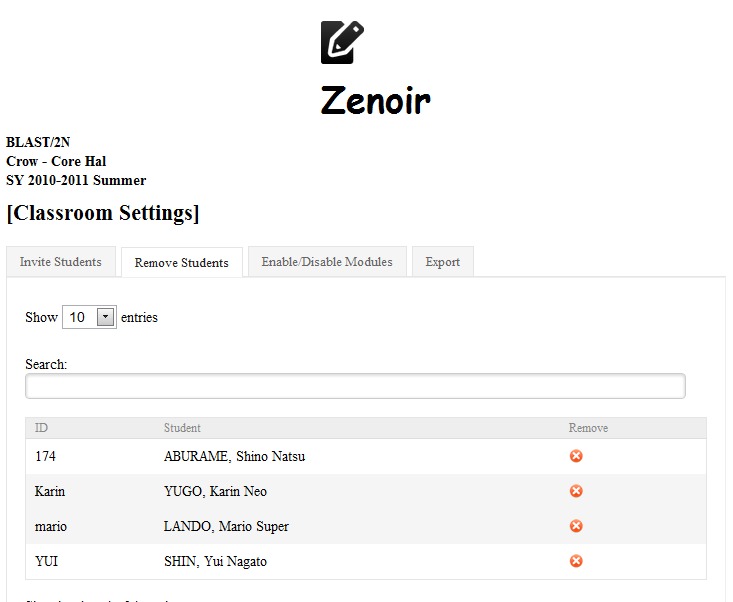 Zenoir
BLAST/2N
Crow - Core Hal
SY 2010-2011 Summer
[Classroom Settings]
Invite Students Remove Students Enable/Disable Modules Export
Show 10 entries
Search:
ID Student Remove
174 ABURAME, Shino Natsu
Karin YUGO, Karin Neo
mario LANDO, Mario Super
YUI SHIN, Yui Nagato